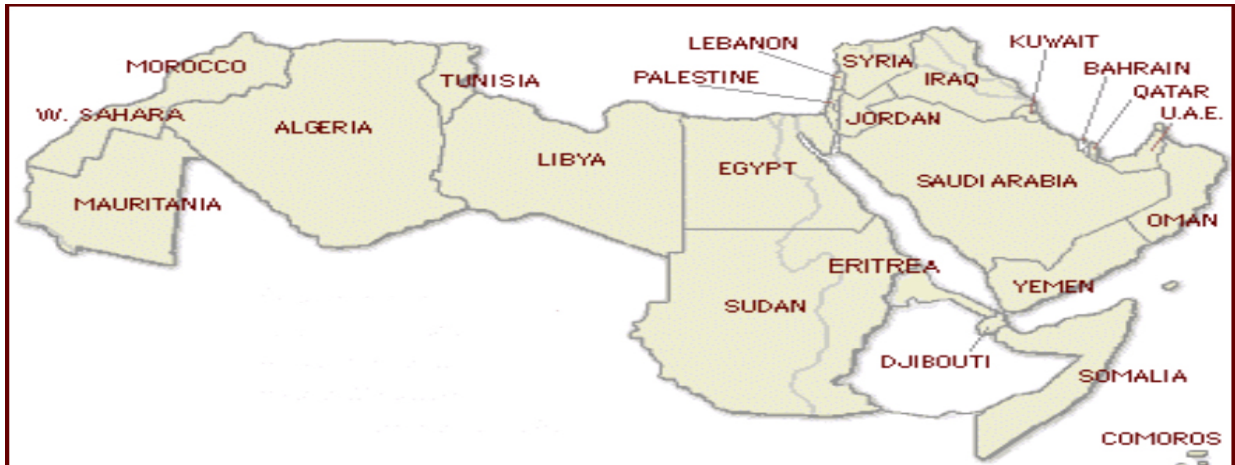 LEBANON
KUWAIT
MOROCCO
SYRIA
BAHRAIN
TUNISIA
PALESTINE
IRAQ
QATAR
W. SAHARA
ALGERIA
JORDAN
U.A.E.
LIBYA
EGYPT
SAUDI ARABIA
MAURITANIA
OMAN
ERITREA
YEMEN
SUDAN
DJIBOUTI
SOMALIA
COMOROS